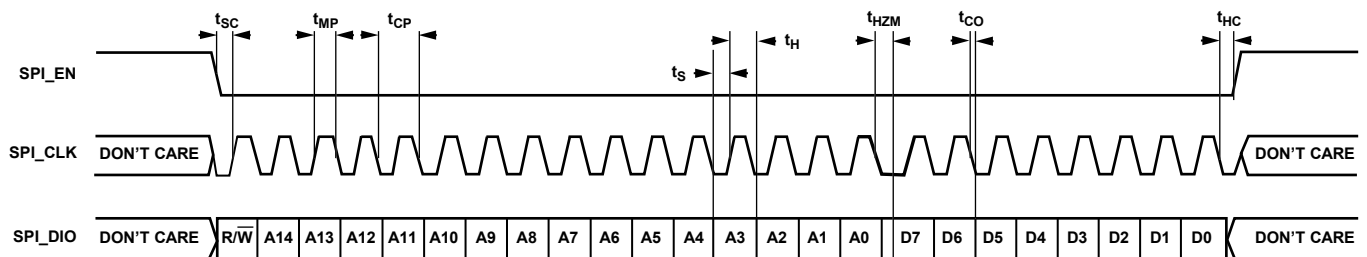 tSC tMP tCP tHZM tCO tHC
tH
tS
SPI_EN
SPI_CLK DON'T CARE DON'T CARE
SPI_DIO DON'T CARE R/W̅ A14 A13 A12 A11 A10 A9 A8 A7 A6 A5 A4 A3 A2 A1 A0 D7 D6 D5 D4 D3 D2 D1 D0 DON'T CARE